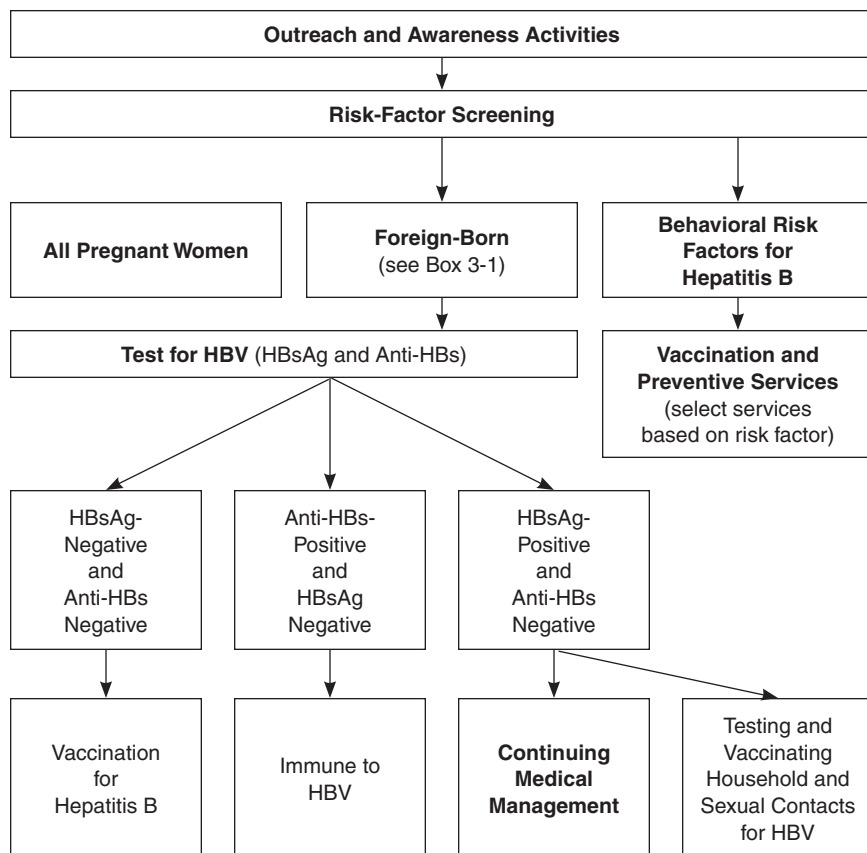 Outreach and Awareness Activities
Risk-Factor Screening
All Pregnant Women
Foreign-Born
(see Box 3-1)
Behavioral Risk
Factors for
Hepatitis B
Test for HBV (HBsAg and Anti-HBs)
Vaccination and
Preventive Services
(select services
based on risk factor)
HBsAg-
Negative
and
Anti-HBs
Negative
Anti-HBs-
Positive
and
HBsAg
Negative
HBsAg-
Positive
and
Anti-HBs
Negative
Vaccination
for
Hepatitis B
Immune to
HBV
Continuing
Medical
Management
Testing and
Vaccinating
Household and
Sexual Contacts
for HBV